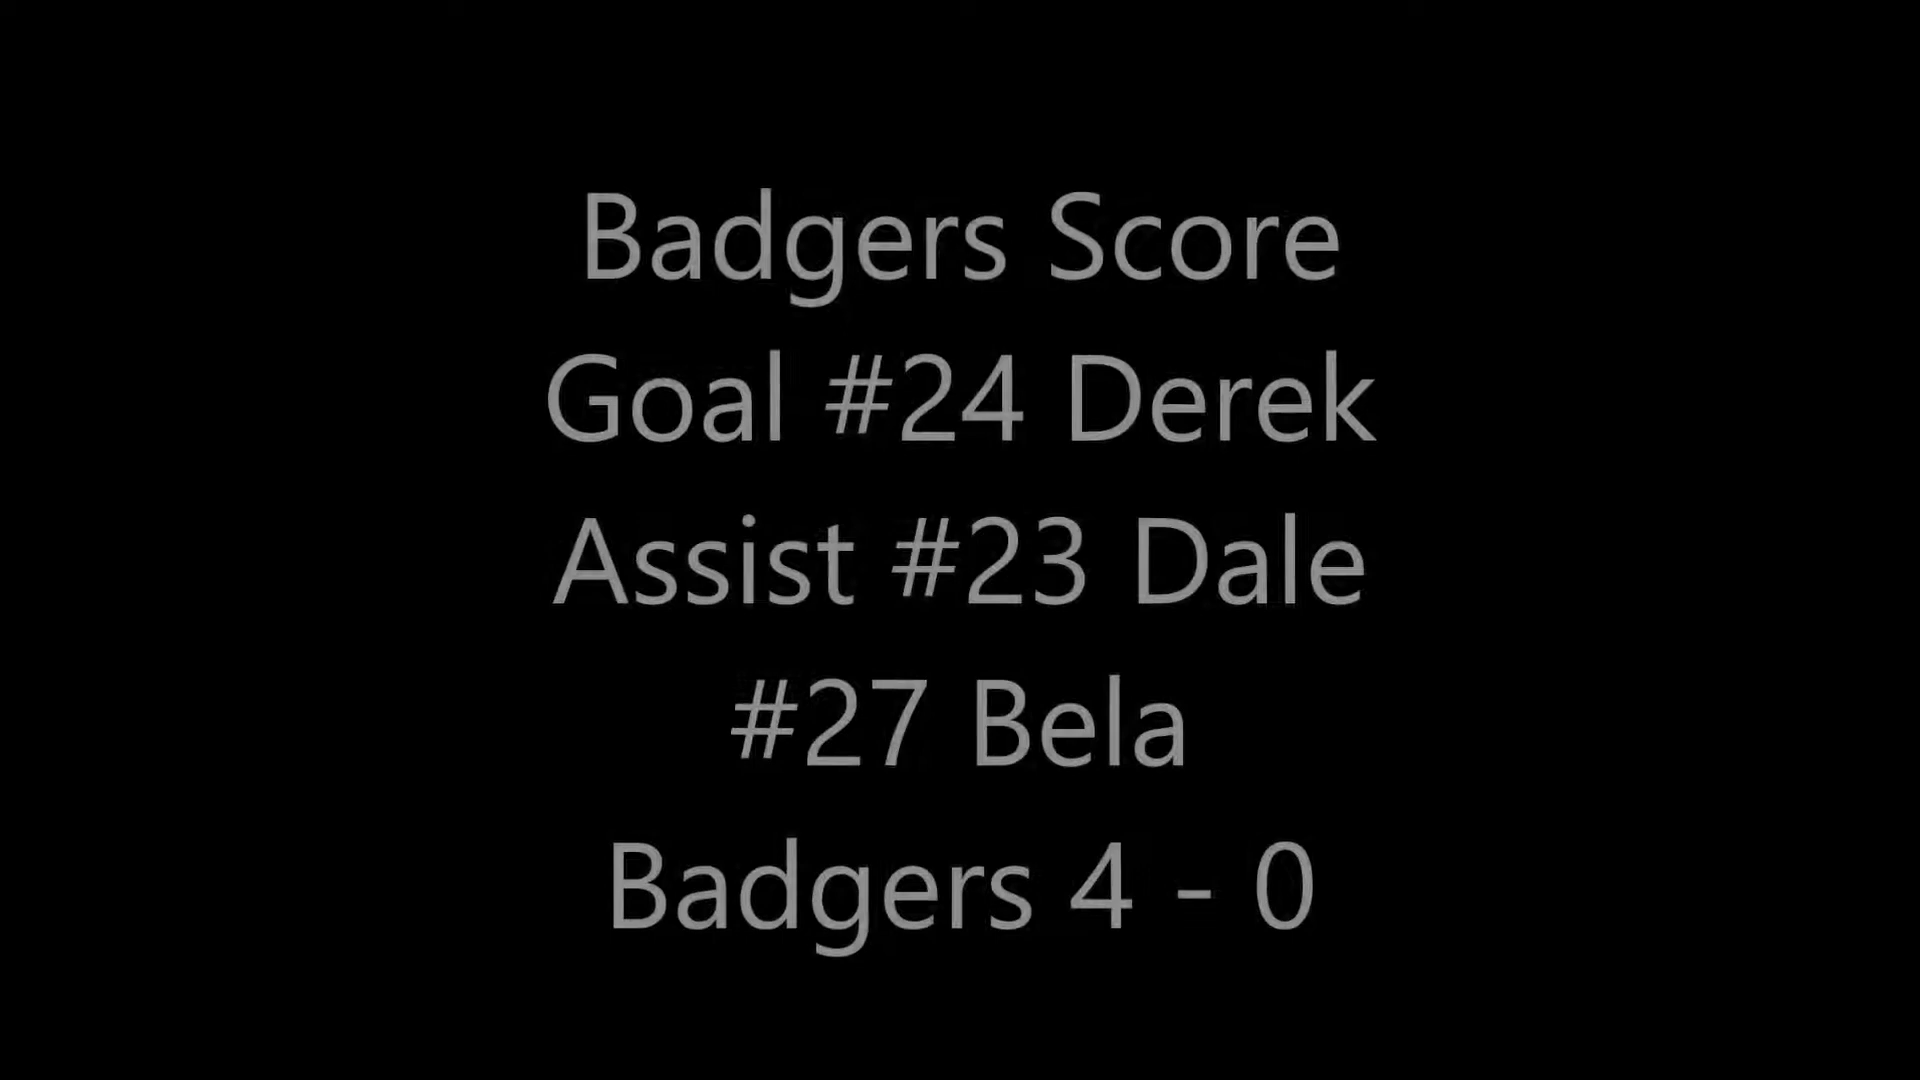 Badgers Score
Goal #24 Derek
Assist #23 Dale
#27 Bela
Badgers 4 - 0